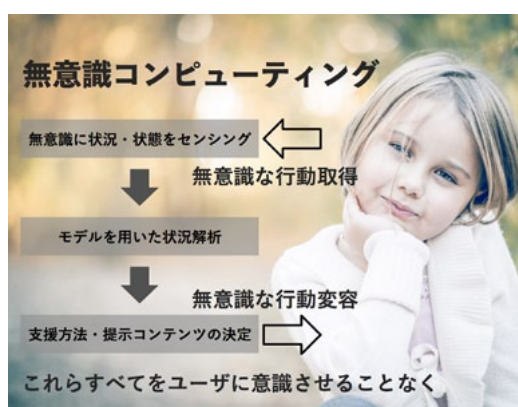 無意識コンピューティング
無意識に状況・状態をセンシング
無意識な行動取得
モデルを用いた状況解析
無意識な行動変容
支援方法・提示コンテンツの決定
これらすべてをユーザに意識させることなく